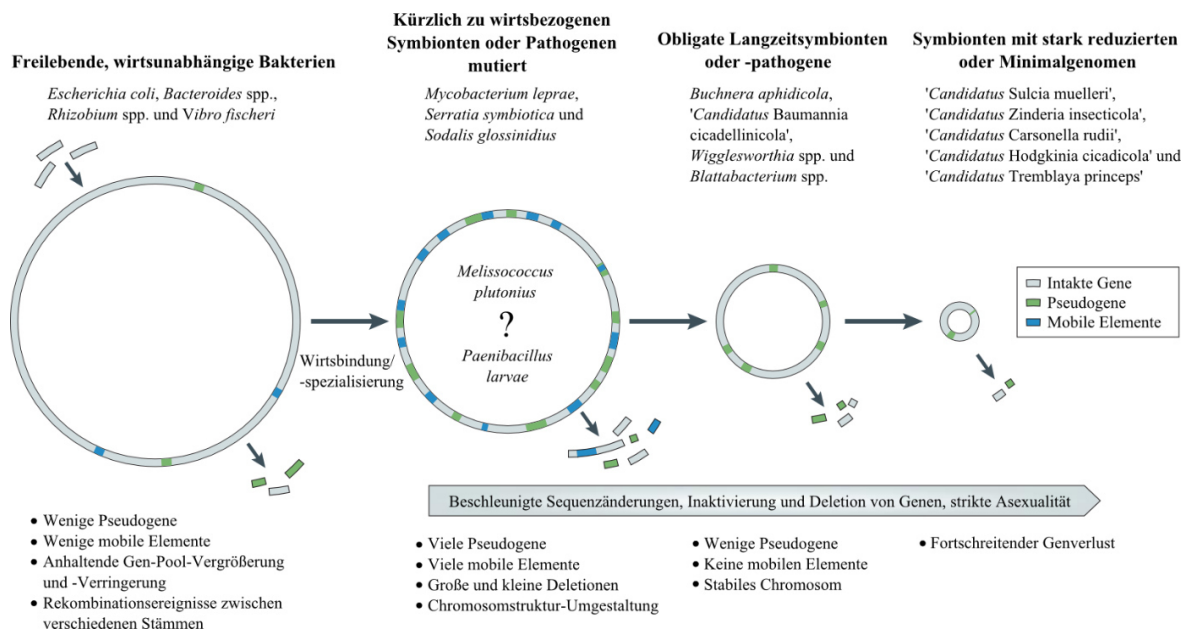 Freilebende, wirtsunabhängige Bakterien
Escherichia coli, Bacteroides spp.,
Rhizobium spp. und Vibro fischeri
Kürzlich zu wirtsbezogenen
Symbionten oder Pathogenen
mutiert
Mycobacterium leprae,
Serratia symbiotica und
Sodalis glossinidius
Obligate Langzeitsymbionten
oder -pathogene
Buchnera aphidicola,
'Candidatus Baumannia
cicadellinicola',
Wigglesworthia spp. und
Blattabacterium spp.
Symbionten mit stark reduzierten
oder Minimalgenomen
'Candidatus Sulcia muelleri',
'Candidatus Zinderia insecticola',
'Candidatus Carsonella rudii',
'Candidatus Hodgkinia cicadicola' und
'Candidatus Tremblaya princeps'
Wirtsbindung/
-spezialisierung
Melissococcus
plutonius
?
Paenibacillus
larvae
Intakte Gene
Pseudogene
Mobile Elemente
Beschleunigte Sequenzänderungen, Inaktivierung und Deletion von Genen, strikte Asexualität
• Wenige Pseudogene
• Wenige mobile Elemente
• Anhaltende Gen-Pool-Vergrößerung
und -Verringerung
• Rekombinationsereignisse zwischen
verschiedenen Stämmen
• Viele Pseudogene
• Viele mobile Elemente
• Große und kleine Deletionen
• Chromosomstruktur-Umgestaltung
• Wenige Pseudogene
• Keine mobilen Elemente
• Stabiles Chromosom
• Fortschreitender Genverlust